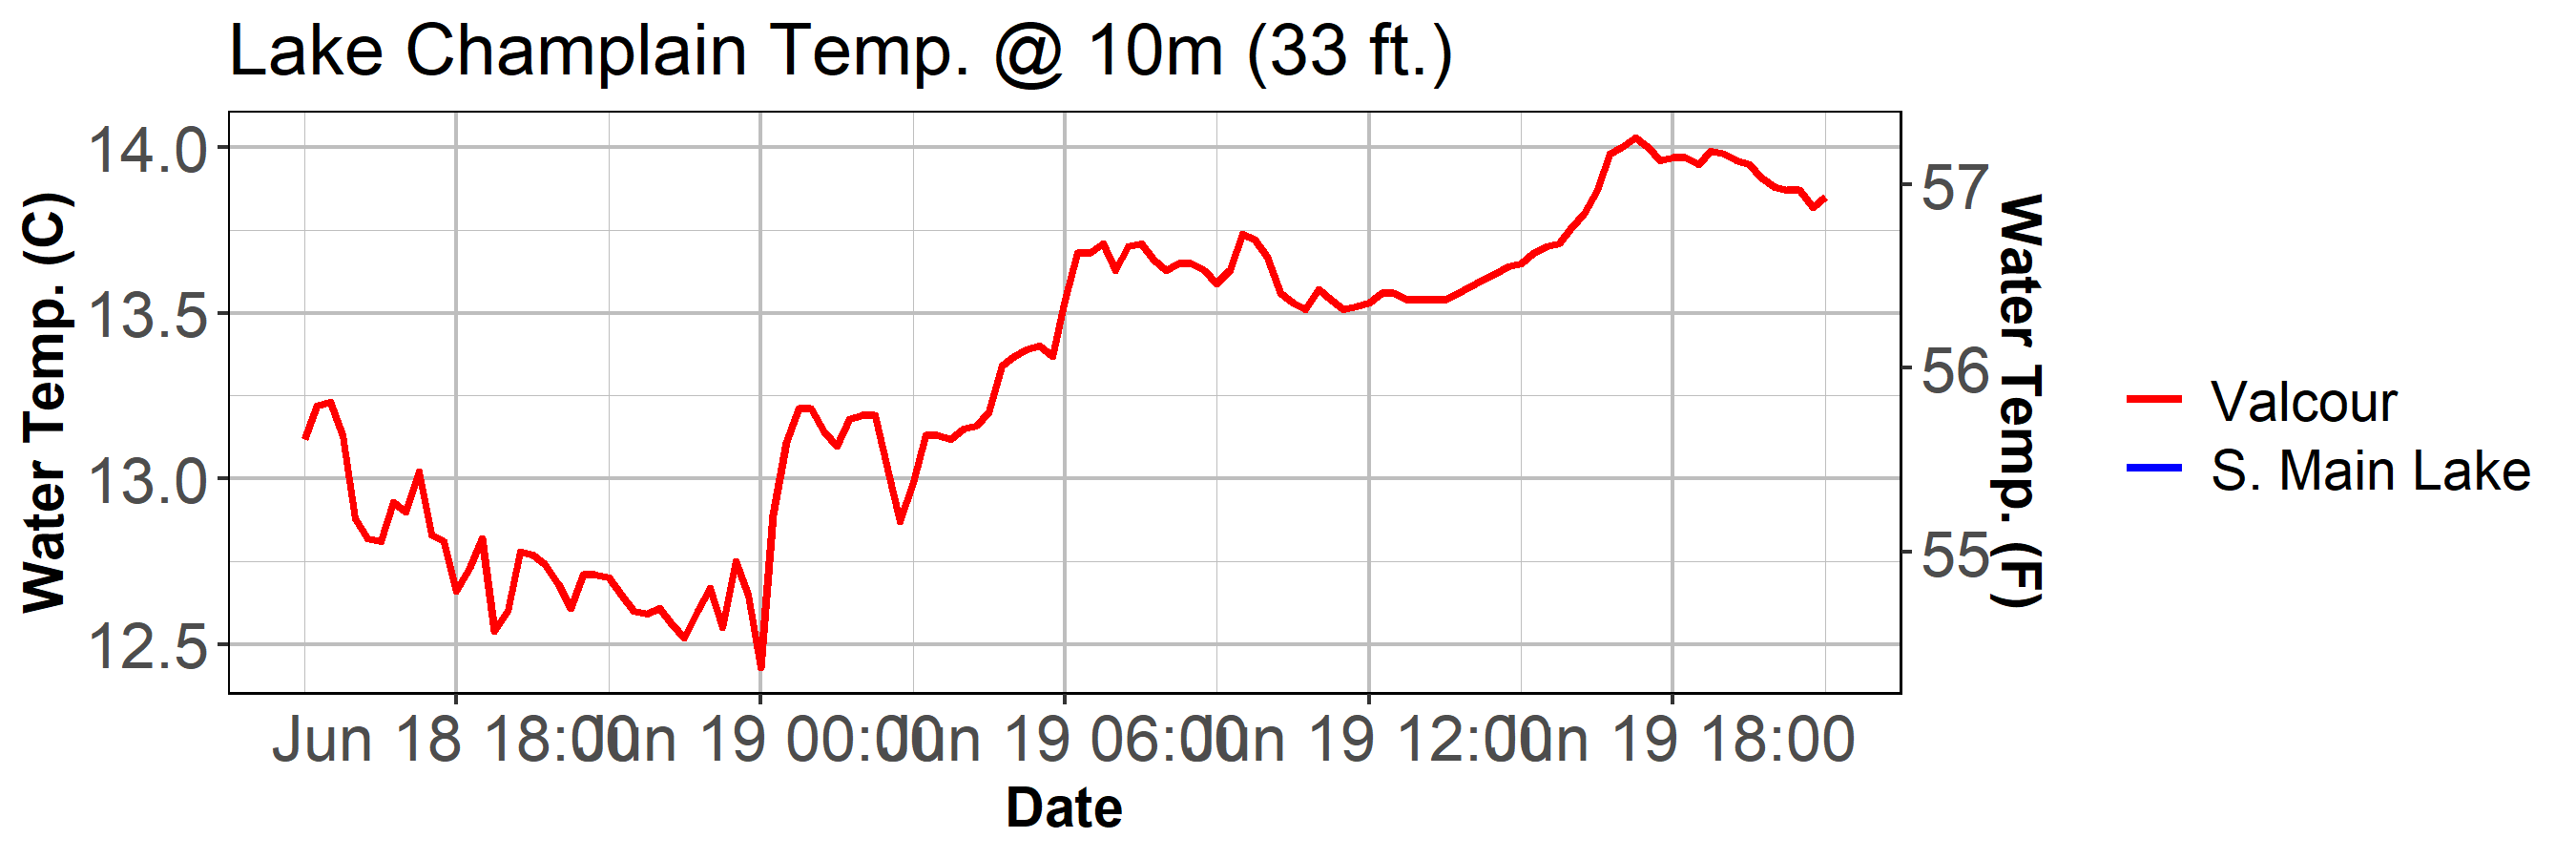 Lake Champlain Temp. @ 10m (33 ft.)
Water Temp. (C)
14.0
13.5
13.0
12.5
57
56
55
Water Temp. (F)
Valcour
S. Main Lake
Jun 18 18:00 Jun 19 00:00 Jun 19 06:00 Jun 19 12:00 Jun 19 18:00
Date